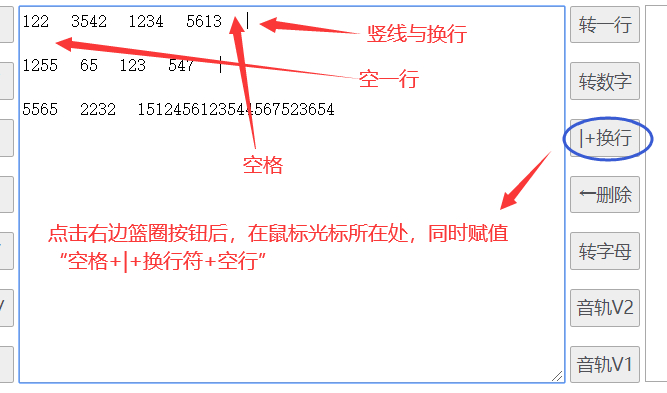 122 3542 1234 5613 |
竖线与换行
空一行
1255 65 123 547 |
5565 2232 1512456123544567523654
空格
点击右边篮圈按钮后，在鼠标光标所在处，同时赋值
“空格+|+换行符+空行”
转一行
转数字
|+换行
←删除
转字母
音轨V2
音轨V1